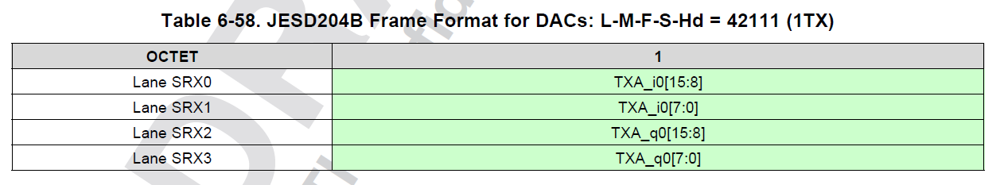 Table 6-58. JESD204B Frame Format for DACs: L-M-F-S-Hd = 42111 (1TX)
OCTET 1
Lane SRX0 TXA_i0[15:8]
Lane SRX1 TXA_i0[7:0]
Lane SRX2 TXA_q0[15:8]
Lane SRX3 TXA_q0[7:0]